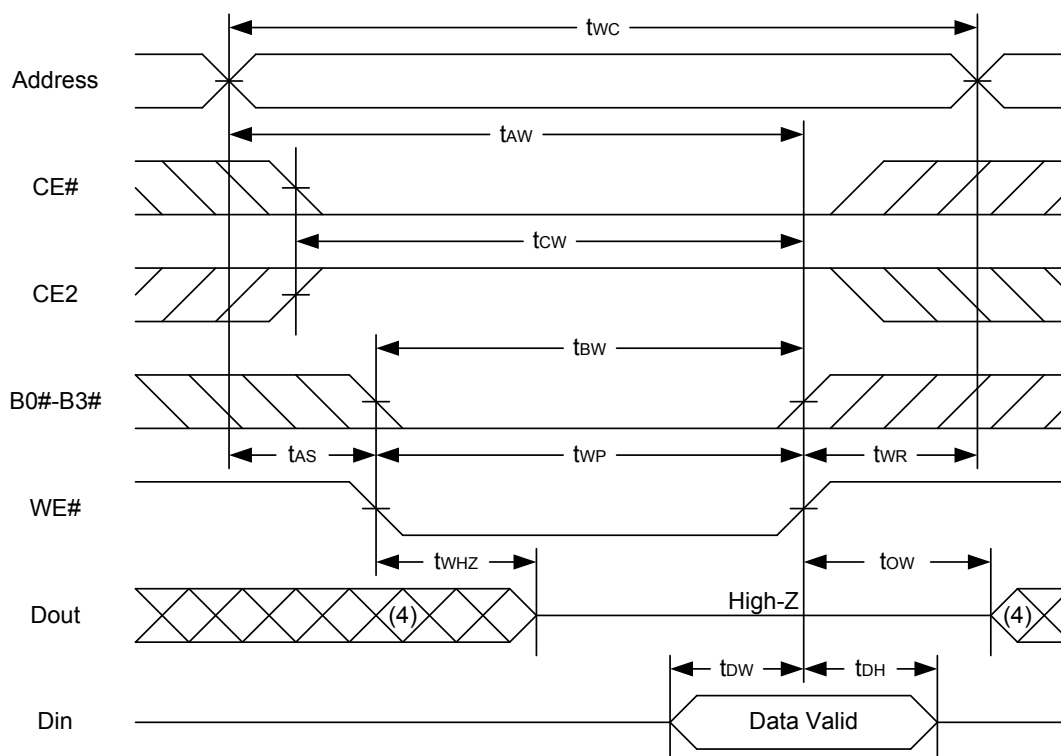 tWC
Address
tAW
CE#
tCW
CE2
tBW
B0#-B3#
tAS tWP tWR
WE#
tWHZ tOW
High-Z
Dout (4) (4)
tDW tDH
Din Data Valid